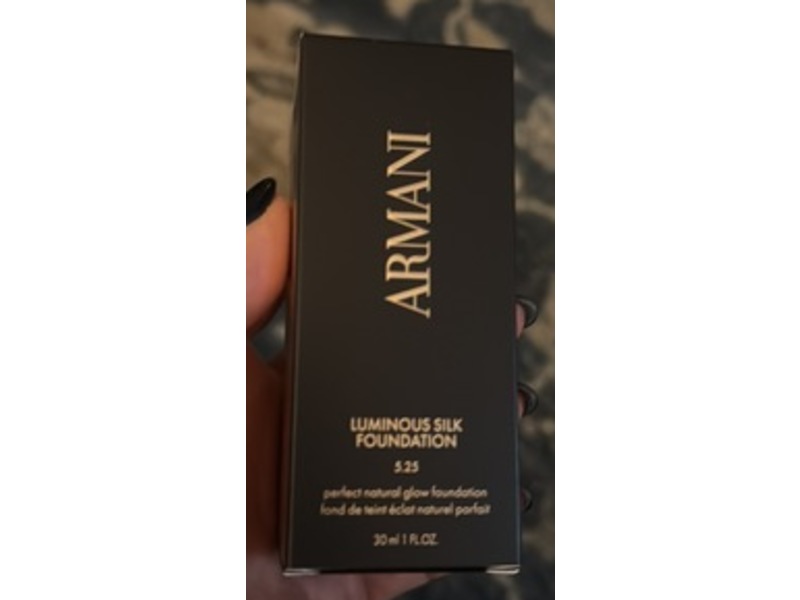 ARMANI
LUMINOUS SILK
FOUNDATION
5.25
perfect natural glow foundation
fond de teint éclat naturel parfait
30 ml 1 FL.OZ.